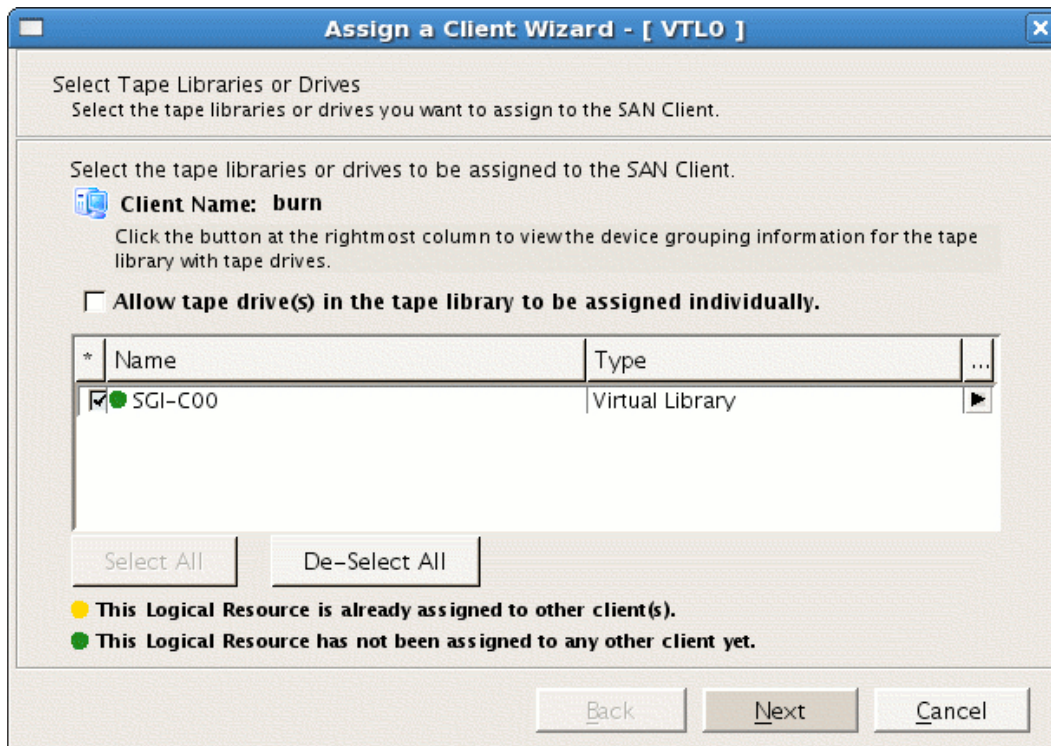 Assign a Client Wizard - [ VTL0 ]
Select Tape Libraries or Drives
Select the tape libraries or drives you want to assign to the SAN Client.
Select the tape libraries or drives to be assigned to the SAN Client.
Client Name: burn
Click the button at the rightmost column to view the device grouping information for the tape
library with tape drives.
Allow tape drive(s) in the tape library to be assigned individually.
* Name Type ...
SGI-C00 Virtual Library
Select All De-Select All
This Logical Resource is already assigned to other client(s).
This Logical Resource has not been assigned to any other client yet.
Back Next Cancel